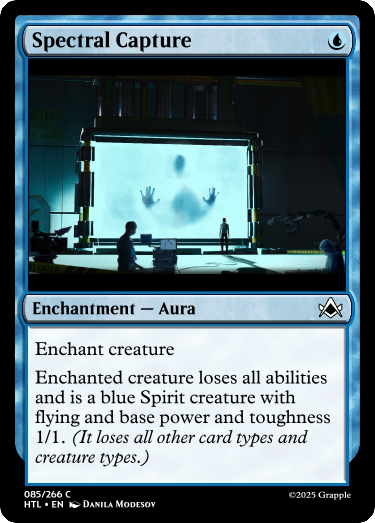 Spectral Capture
Enchantment — Aura
Enchant creature
Enchanted creature loses all abilities
and is a blue Spirit creature with
flying and base power and toughness
1/1. (It loses all other card types and
creature types.)
085/266 C
HTL • EN Danila Modesov
©2025 Grapple